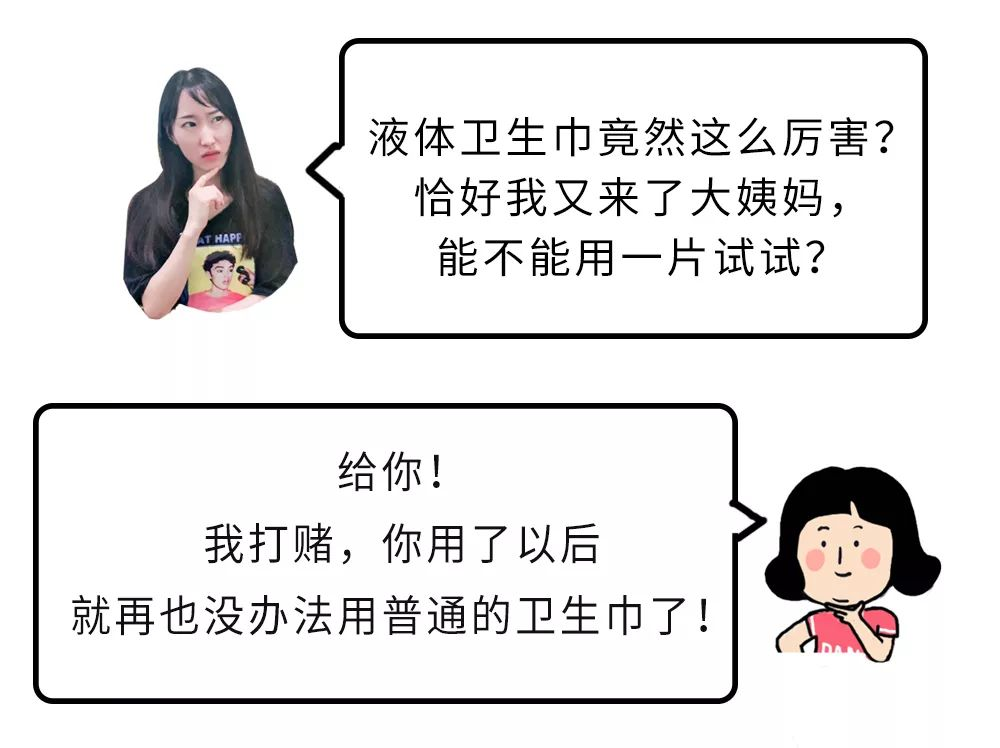 液体卫生巾竟然这么厉害？
恰好我又来了大姨妈，
能不能用一片试试？
AT HAPP
给你！
我打赌，你用了以后
就再也没办法用普通的卫生巾了！